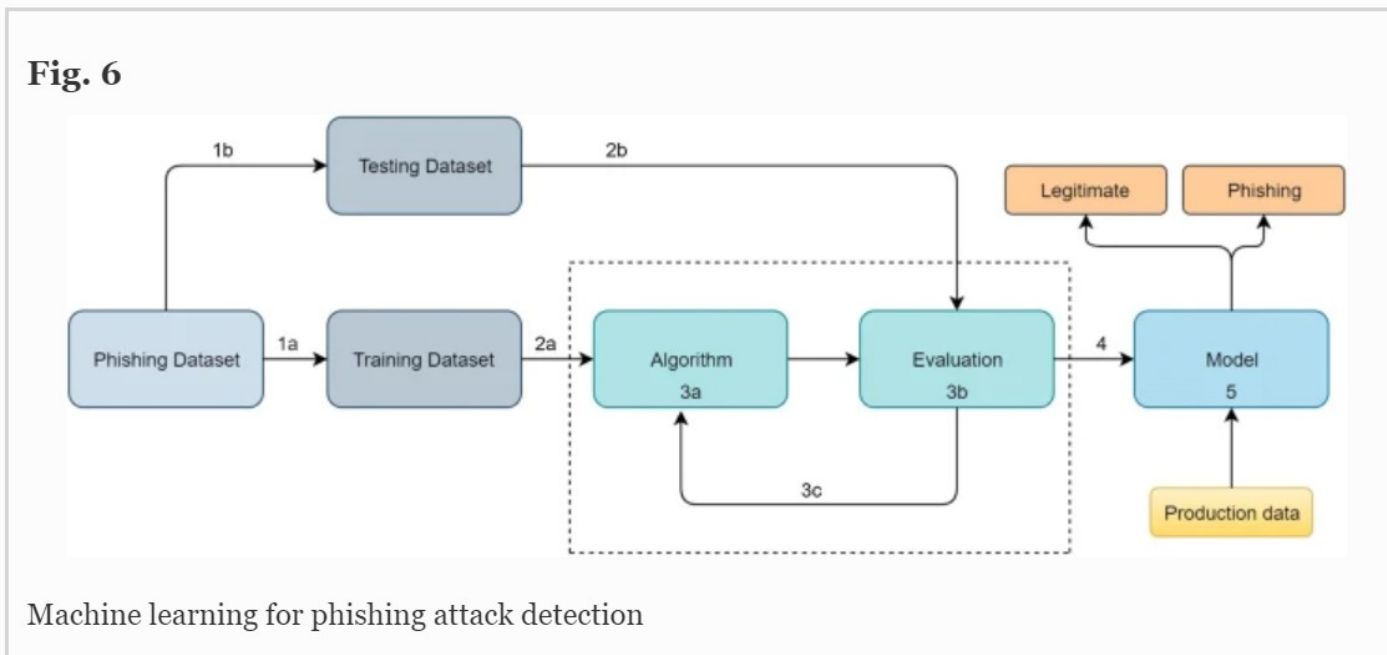 Fig. 6
1b
Testing Dataset
2b
Legitimate
Phishing
Phishing Dataset
1a
Training Dataset
2a
Algorithm
3a
Evaluation
3b
4
Model
5
3c
Production data
Machine learning for phishing attack detection